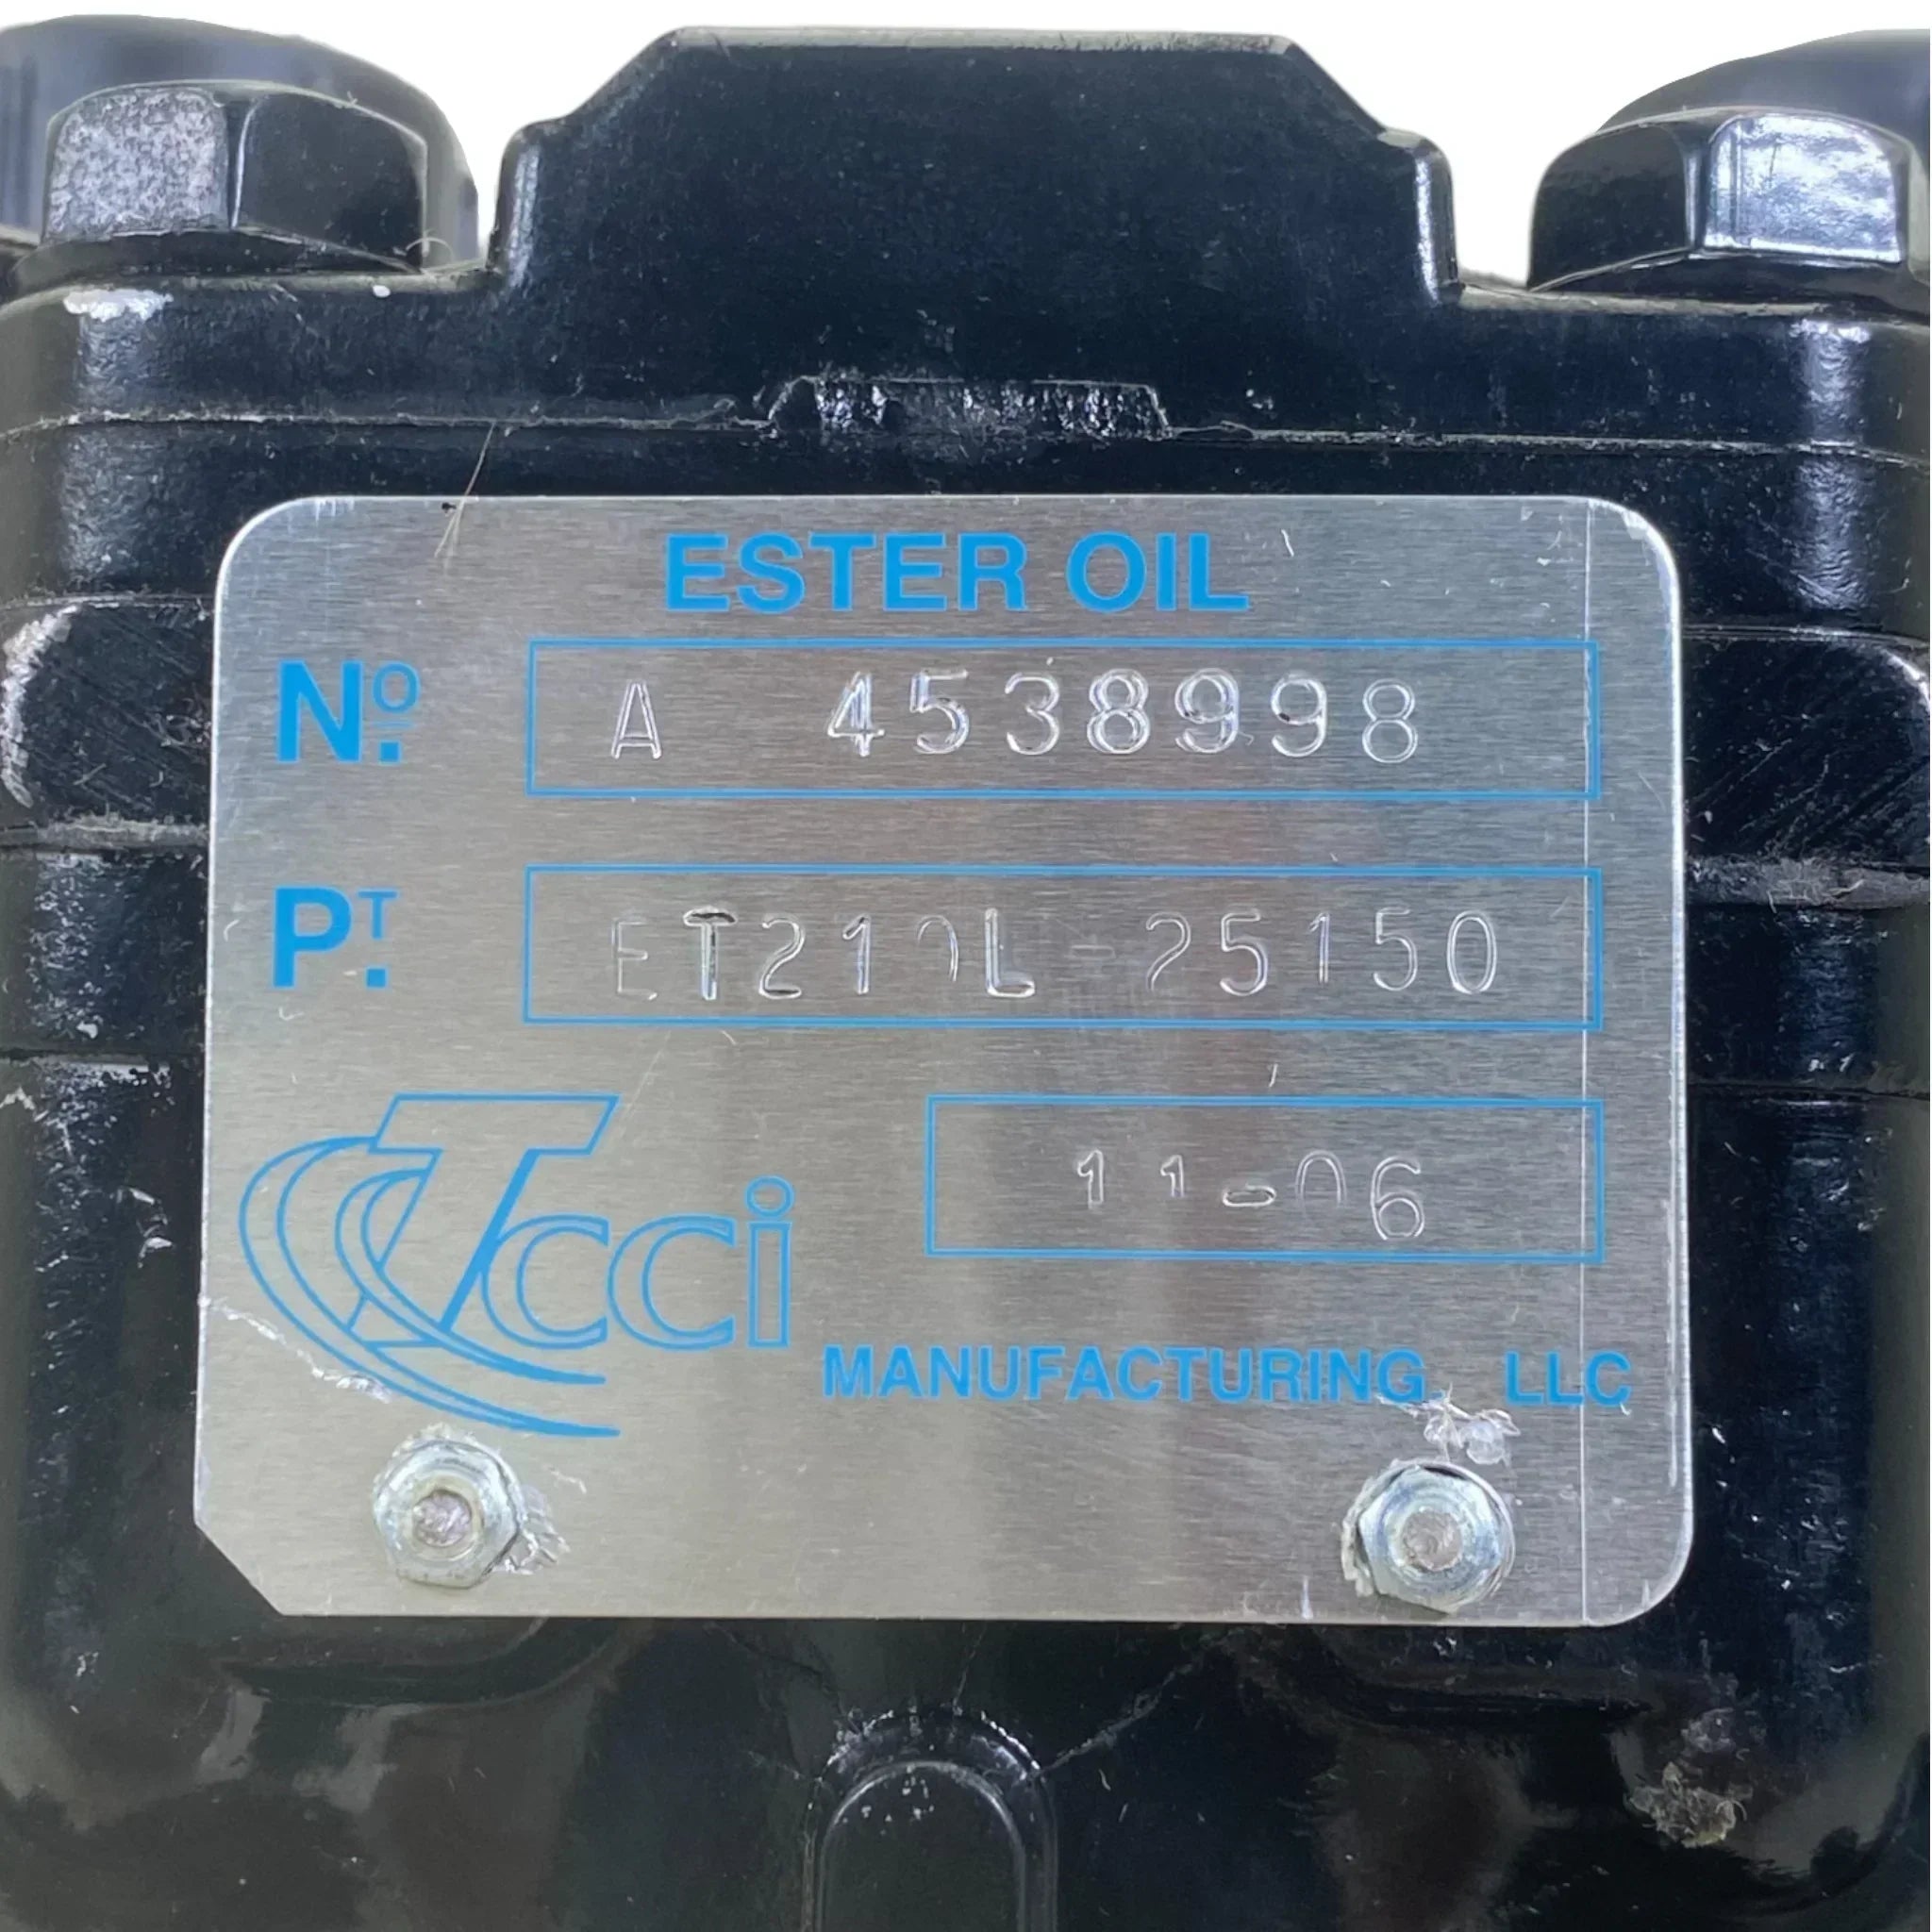 ESTER OIL
Nº. A 4538998
PT. ET210L-25150
11-06
Tcci
MANUFACTURING, LLC